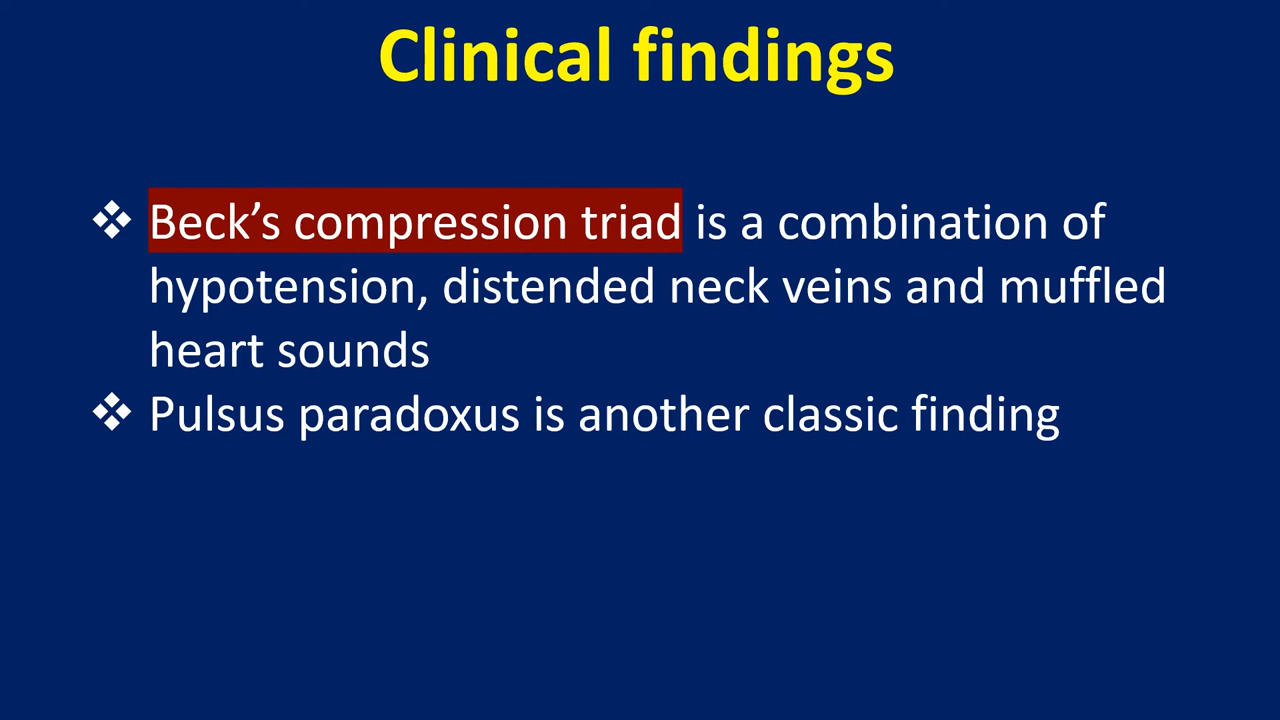 Clinical findings
❖ Beck’s compression triad is a combination of
hypotension, distended neck veins and muffled
heart sounds
❖ Pulsus paradoxus is another classic finding